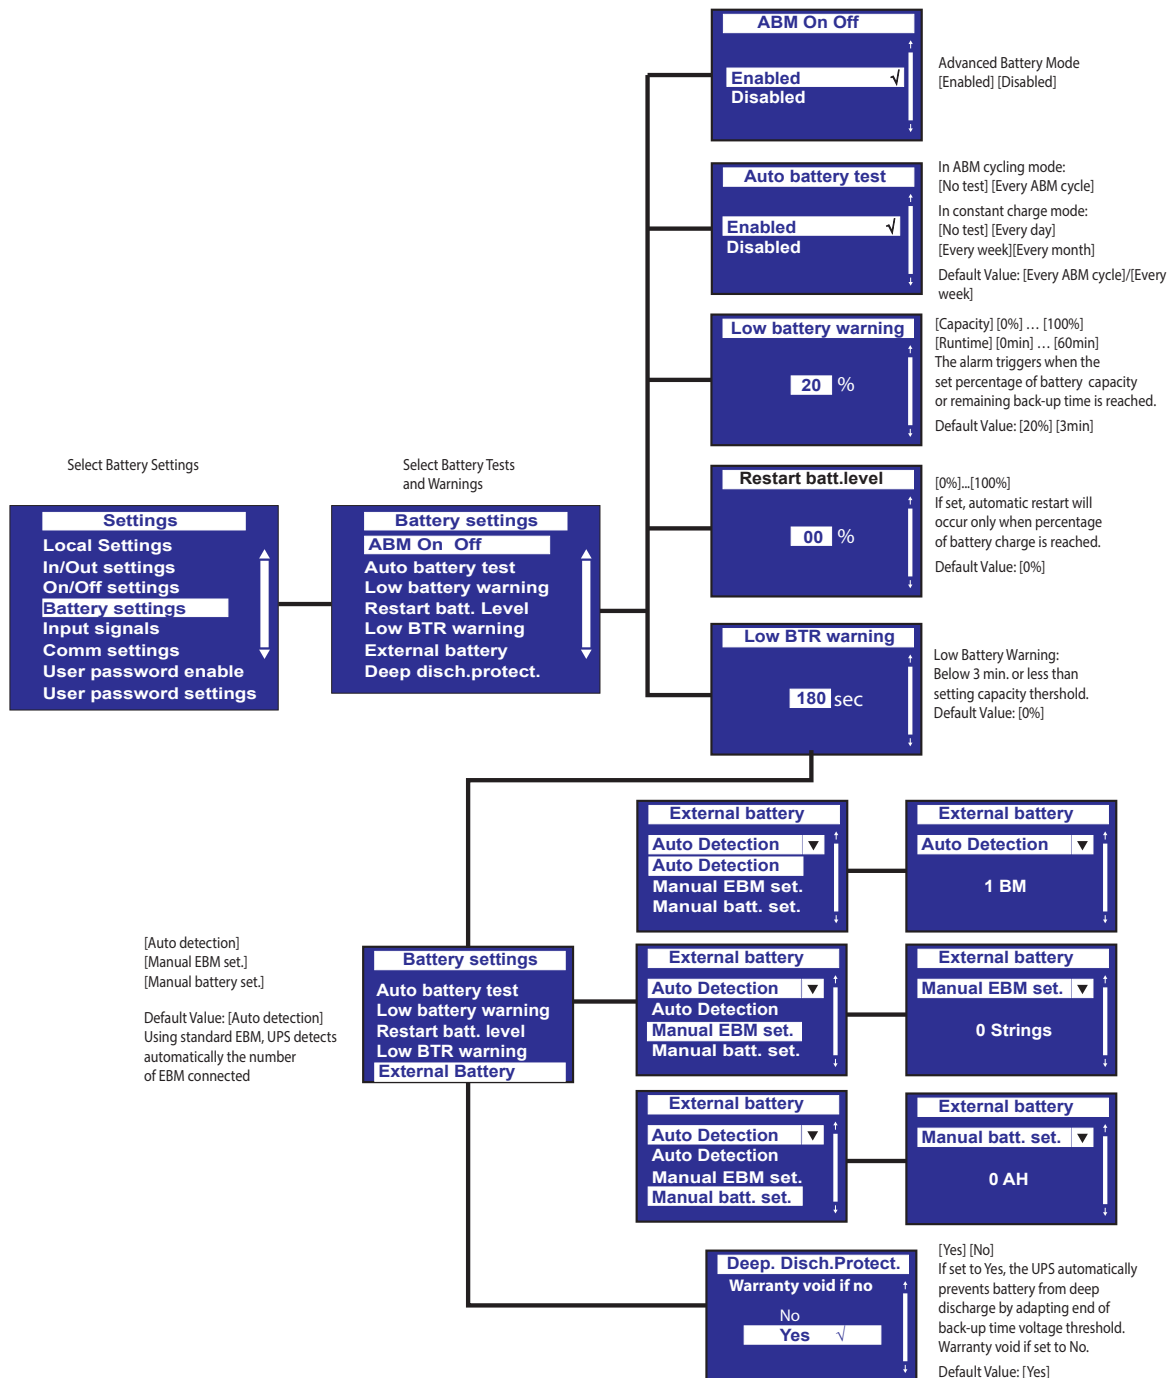 ABM On Off
Enabled √
Disabled
Advanced Battery Mode
[Enabled] [Disabled]
Auto battery test
Enabled √
Disabled
In ABM cycling mode:
[No test] [Every ABM cycle]
In constant charge mode:
[No test] [Every day]
[Every week][Every month]
Default Value: [Every ABM cycle]/[Every
week]
Low battery warning
20 %
[Capacity] [0%] … [100%]
[Runtime] [0min] … [60min]
The alarm triggers when the
set percentage of battery capacity
or remaining back-up time is reached.
Default Value: [20%] [3min]
Select Battery Settings
Settings
Local Settings
In/Out settings
On/Off settings
Battery settings
Input signals
Comm settings
User password enable
User password settings
Select Battery Tests
and Warnings
Battery settings
ABM On Off
Auto battery test
Low battery warning
Restart batt. Level
Low BTR warning
External battery
Deep disch.protect.
Restart batt.level
00 %
[0%]...[100%]
If set, automatic restart will
occur only when percentage
of battery charge is reached.
Default Value: [0%]
Low BTR warning
180 sec
Low Battery Warning:
Below 3 min. or less than
setting capacity thershold.
Default Value: [0%]
[Auto detection]
[Manual EBM set.]
[Manual battery set.]
Default Value: [Auto detection]
Using standard EBM, UPS detects
automatically the number
of EBM connected
Battery settings
Auto battery test
Low battery warning
Restart batt. level
Low BTR warning
External Battery
External battery
Auto Detection ▼
Auto Detection
Manual EBM set.
Manual batt. set.
External battery
Auto Detection ▼
1 BM
External battery
Auto Detection ▼
Auto Detection
Manual EBM set.
Manual batt. set.
External battery
Manual EBM set. ▼
0 Strings
External battery
Auto Detection ▼
Auto Detection
Manual EBM set.
Manual batt. set.
External battery
Manual batt. set. ▼
0 AH
Deep. Disch.Protect.
Warranty void if no
No
Yes √
[Yes] [No]
If set to Yes, the UPS automatically
prevents battery from deep
discharge by adapting end of
back-up time voltage threshold.
Warranty void if set to No.
Default Value: [Yes]